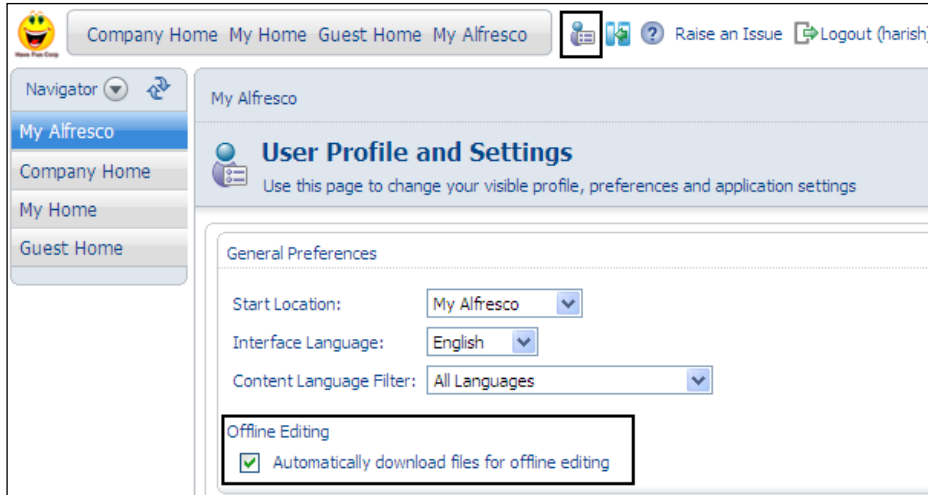 Company Home My Home Guest Home My Alfresco Raise an Issue Logout (harish)
Have Fun Corp
Navigator
My Alfresco
My Alfresco
Company Home
My Home
Guest Home
User Profile and Settings
Use this page to change your visible profile, preferences and application settings
General Preferences
Start Location: My Alfresco
Interface Language: English
Content Language Filter: All Languages
Offline Editing
Automatically download files for offline editing